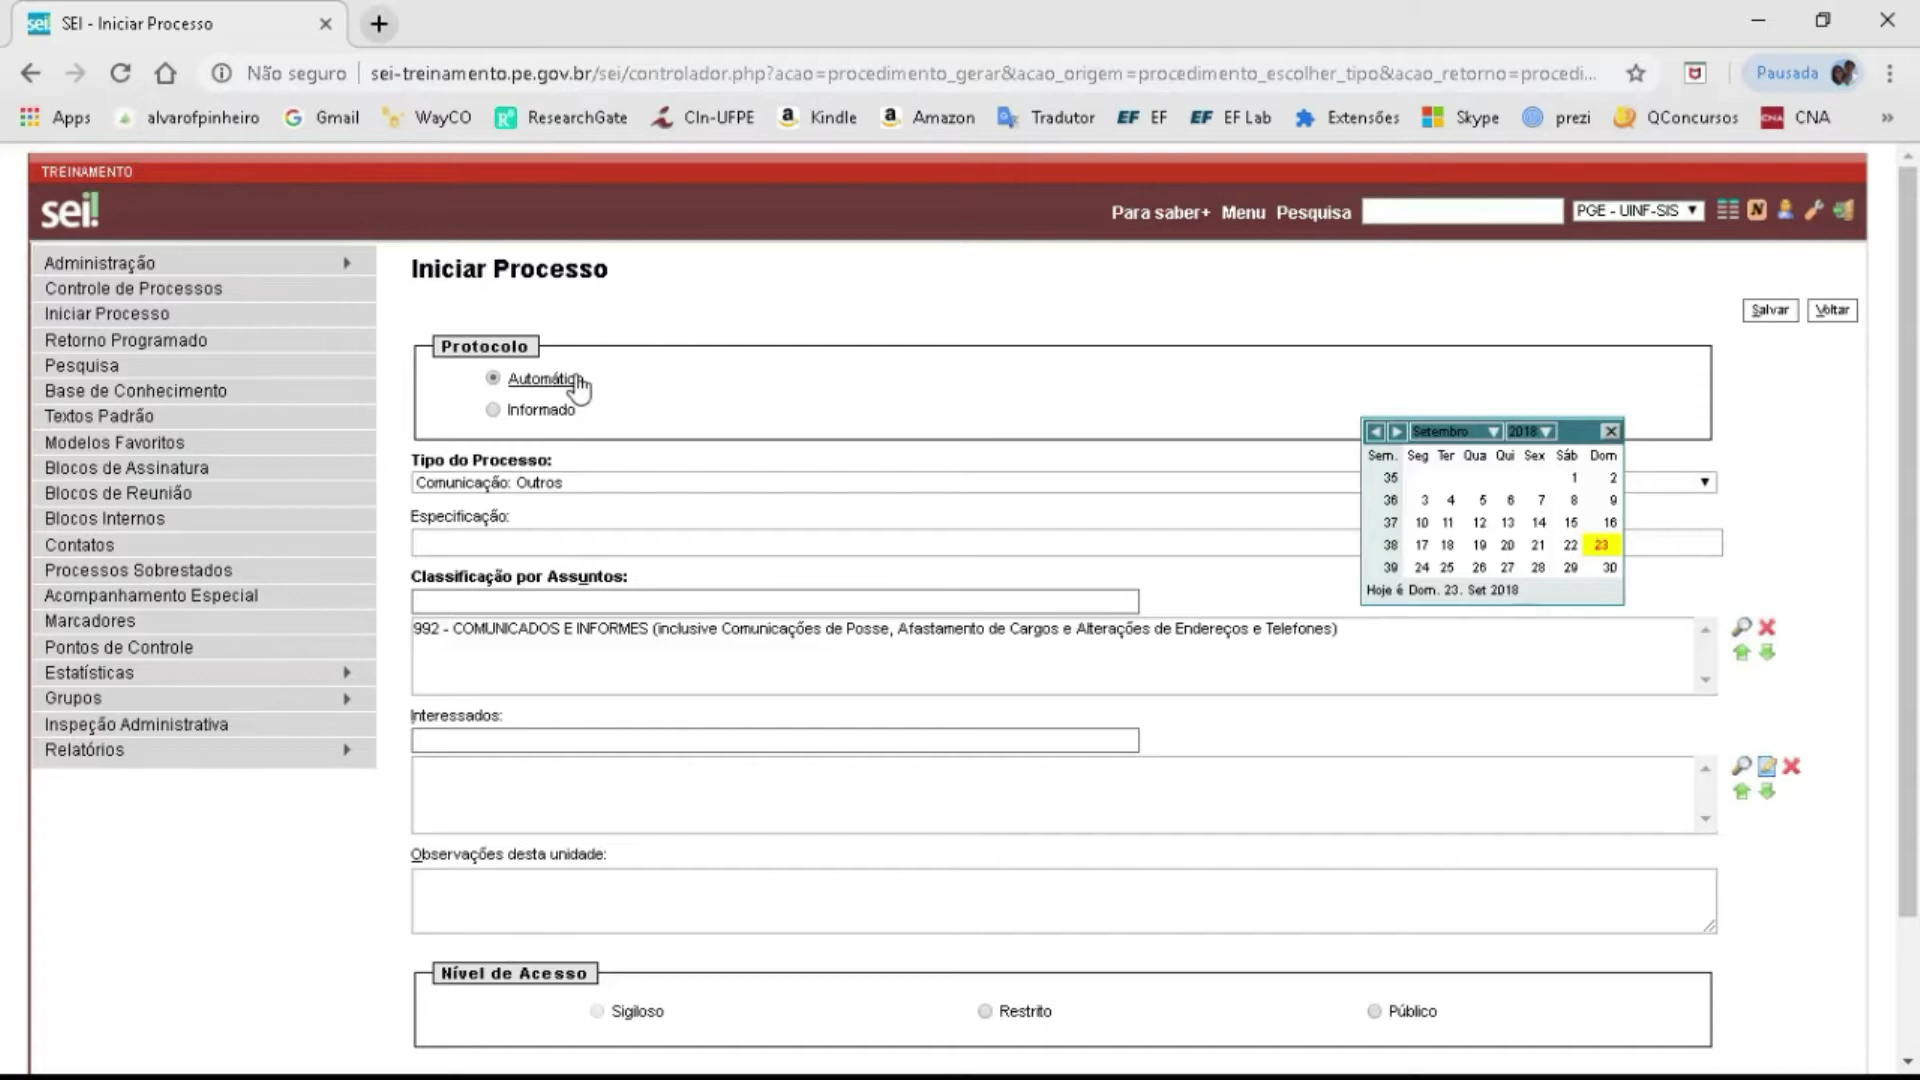 SEI - Iniciar Processo
Não seguro
sei-treinamento.pe.gov.br/sei/controlador.php?acao=procedimento_gerar&acao_origem=procedimento_escolher_tipo&acao_retorno=procedi...
Pausada
Apps alvarofpinheiro Gmail WayCO ResearchGate CIn-UFPE Kindle Amazon Tradutor EF EF EF EF Lab Extensões Skype prezi QConcursos CNA CNA »
TREINAMENTO
sei!
Para saber+ Menu Pesquisa PGE - UINF-SIS
Administração
Controle de Processos
Iniciar Processo
Retorno Programado
Pesquisa
Base de Conhecimento
Textos Padrão
Modelos Favoritos
Blocos de Assinatura
Blocos de Reunião
Blocos Internos
Contatos
Processos Sobrestados
Acompanhamento Especial
Marcadores
Pontos de Controle
Estatísticas
Grupos
Inspeção Administrativa
Relatórios
Iniciar Processo
Salvar Voltar
Protocolo
Automático
Informado
Tipo do Processo:
Comunicação: Outros
Especificação:
Setembro 2018 X
Sem. Seg Ter Qua Qui Sex Sáb Dom
35 1 2
36 3 4 5 6 7 8 9
37 10 11 12 13 14 15 16
38 17 18 19 20 21 22 23
39 24 25 26 27 28 29 30
Hoje é Dom. 23. Set 2018
Classificação por Assuntos:
992 - COMUNICADOS E INFORMES (inclusive Comunicações de Posse, Afastamento de Cargos e Alterações de Endereços e Telefones)
Interessados:
Observações desta unidade:
Nível de Acesso
Sigiloso Restrito Público